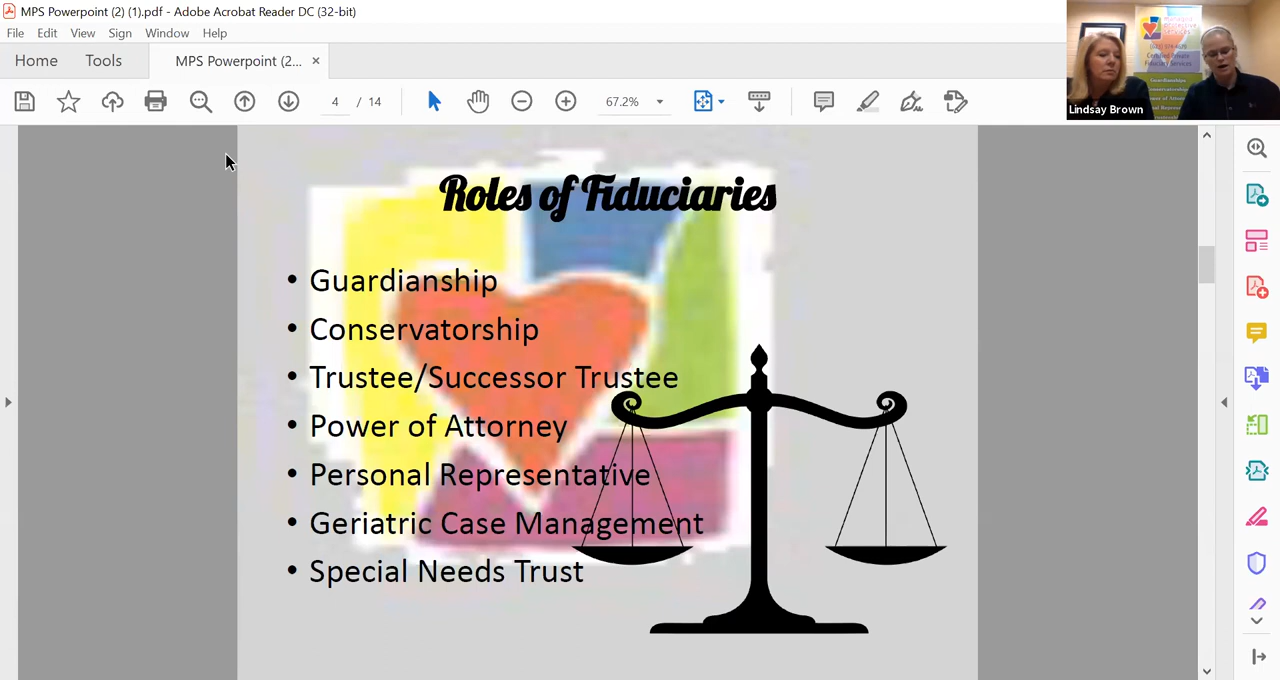 MPS Powerpoint (2) (1).pdf - Adobe Acrobat Reader DC (32-bit)
File Edit View Sign Window Help
Home Tools MPS Powerpoint (2... ×
4 / 14 67.2%
Lindsay Brown
Roles of Fiduciaries
• Guardianship
• Conservatorship
• Trustee/Successor Trustee
• Power of Attorney
• Personal Representative
• Geriatric Case Management
• Special Needs Trust